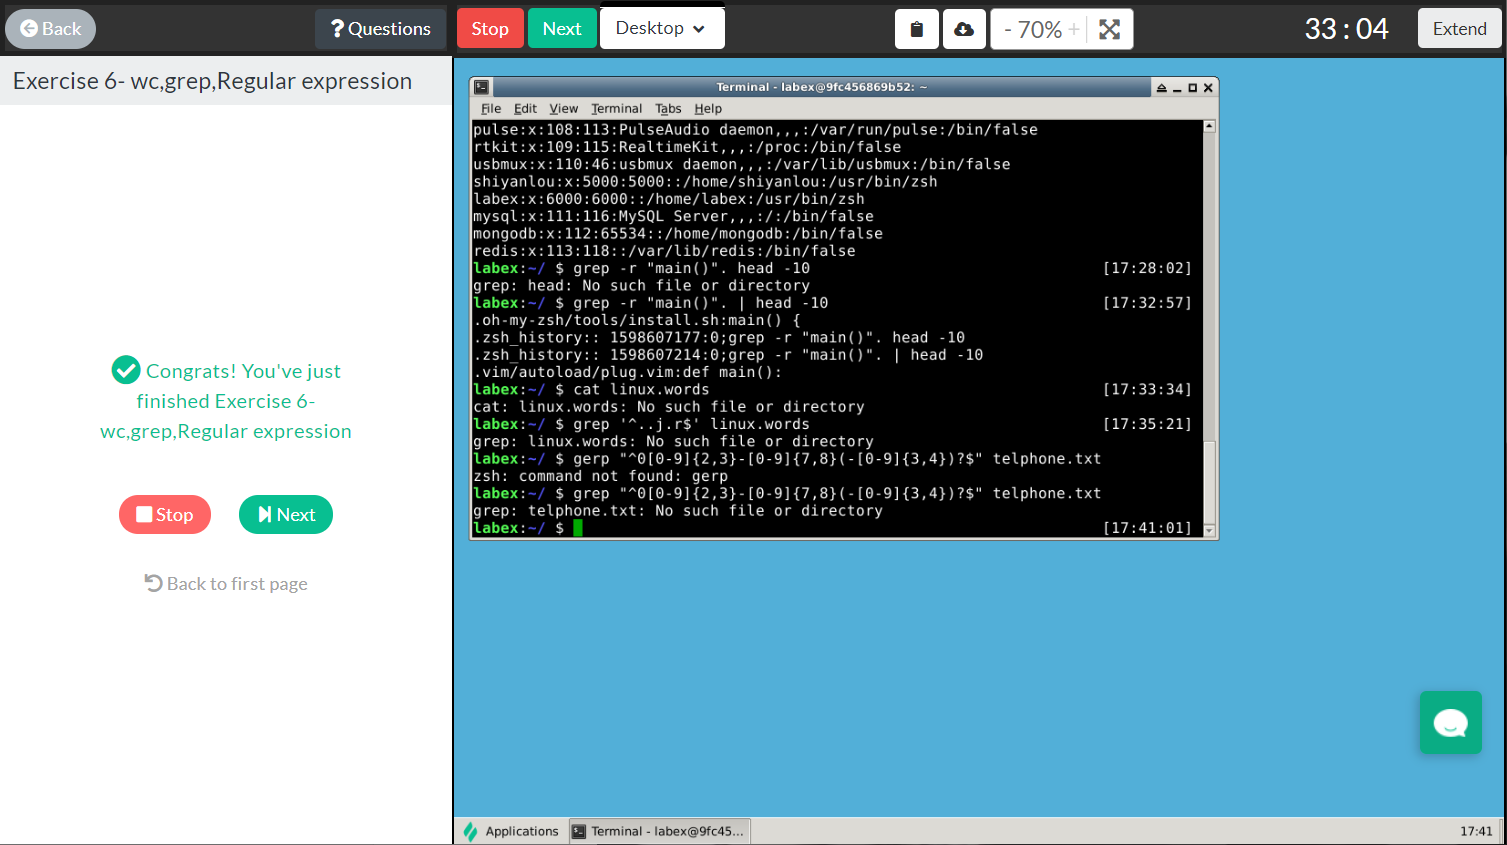 Back
Questions
Stop
Next
Desktop
- 70% +
33 : 04
Extend
Exercise 6- wc,grep,Regular expression
Congrats! You've just
finished Exercise 6-
wc,grep,Regular expression
Stop
Next
Back to first page
Terminal - labex@9fc456869b52: ~
File Edit View Terminal Tabs Help
pulse:x:108:113:PulseAudio daemon,,,:/var/run/pulse:/bin/false
rtkit:x:109:115:RealtimeKit,,,:/proc:/bin/false
usbmux:x:110:46:usbmux daemon,,,:/var/lib/usbmux:/bin/false
shiyanlou:x:5000:5000::/home/shiyanlou:/usr/bin/zsh
labex:x:6000:6000::/home/labex:/usr/bin/zsh
mysql:x:111:116:MySQL Server,,,:/:/bin/false
mongodb:x:112:65534::/home/mongodb:/bin/false
redis:x:113:118::/var/lib/redis:/bin/false
labex:~/ $ grep -r "main()". head -10 [17:28:02]
grep: head: No such file or directory
labex:~/ $ grep -r "main()". | head -10 [17:32:57]
.oh-my-zsh/tools/install.sh:main() {
.zsh_history:: 1598607177:0;grep -r "main()". head -10
.zsh_history:: 1598607214:0;grep -r "main()". | head -10
.vim/autoload/plug.vim:def main():
labex:~/ $ cat linux.words [17:33:34]
cat: linux.words: No such file or directory
labex:~/ $ grep '^..j.r$' linux.words [17:35:21]
grep: linux.words: No such file or directory
labex:~/ $ gerp "^0[0-9]{2,3}-[0-9]{7,8}(-[0-9]{3,4})?$" telphone.txt
zsh: command not found: gerp
labex:~/ $ grep "^0[0-9]{2,3}-[0-9]{7,8}(-[0-9]{3,4})?$" telphone.txt
grep: telphone.txt: No such file or directory
labex:~/ $ [17:41:01]
Applications
Terminal - labex@9fc45...
17:41